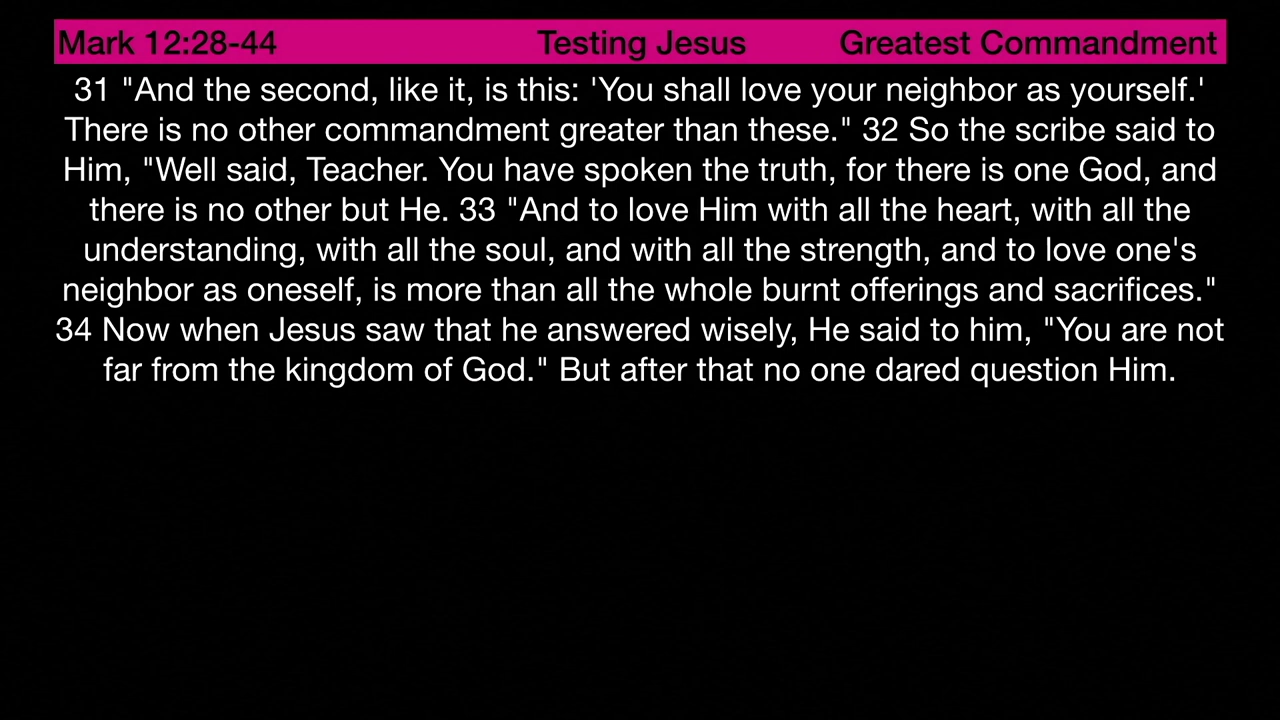 Mark 12:28-44 Testing Jesus Greatest Commandment
31 "And the second, like it, is this: 'You shall love your neighbor as yourself.'
There is no other commandment greater than these." 32 So the scribe said to
Him, "Well said, Teacher. You have spoken the truth, for there is one God, and
there is no other but He. 33 "And to love Him with all the heart, with all the
understanding, with all the soul, and with all the strength, and to love one's
neighbor as oneself, is more than all the whole burnt offerings and sacrifices."
34 Now when Jesus saw that he answered wisely, He said to him, "You are not
far from the kingdom of God." But after that no one dared question Him.